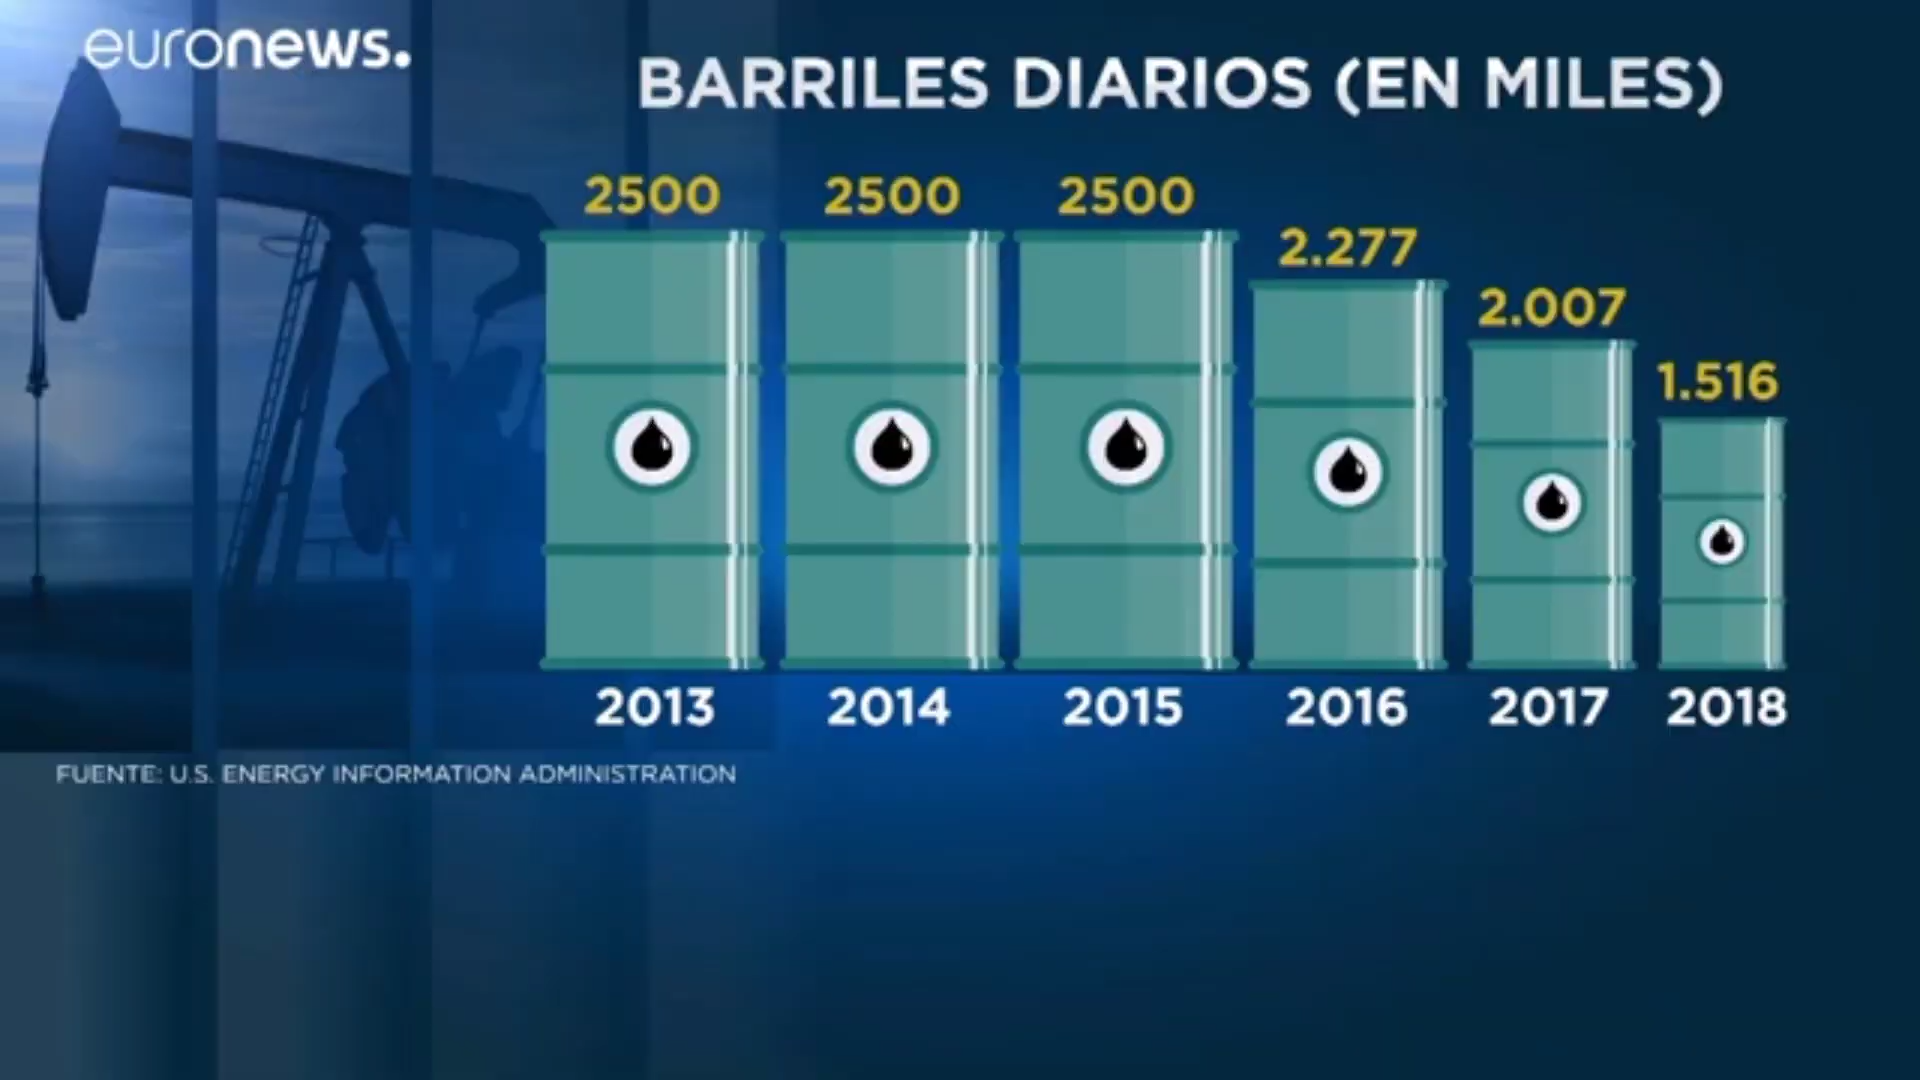 euronews.
BARRILES DIARIOS (EN MILES)
2500 2500 2500 2.277 2.007 1.516
2013 2014 2015 2016 2017 2018
FUENTE: U.S. ENERGY INFORMATION ADMINISTRATION